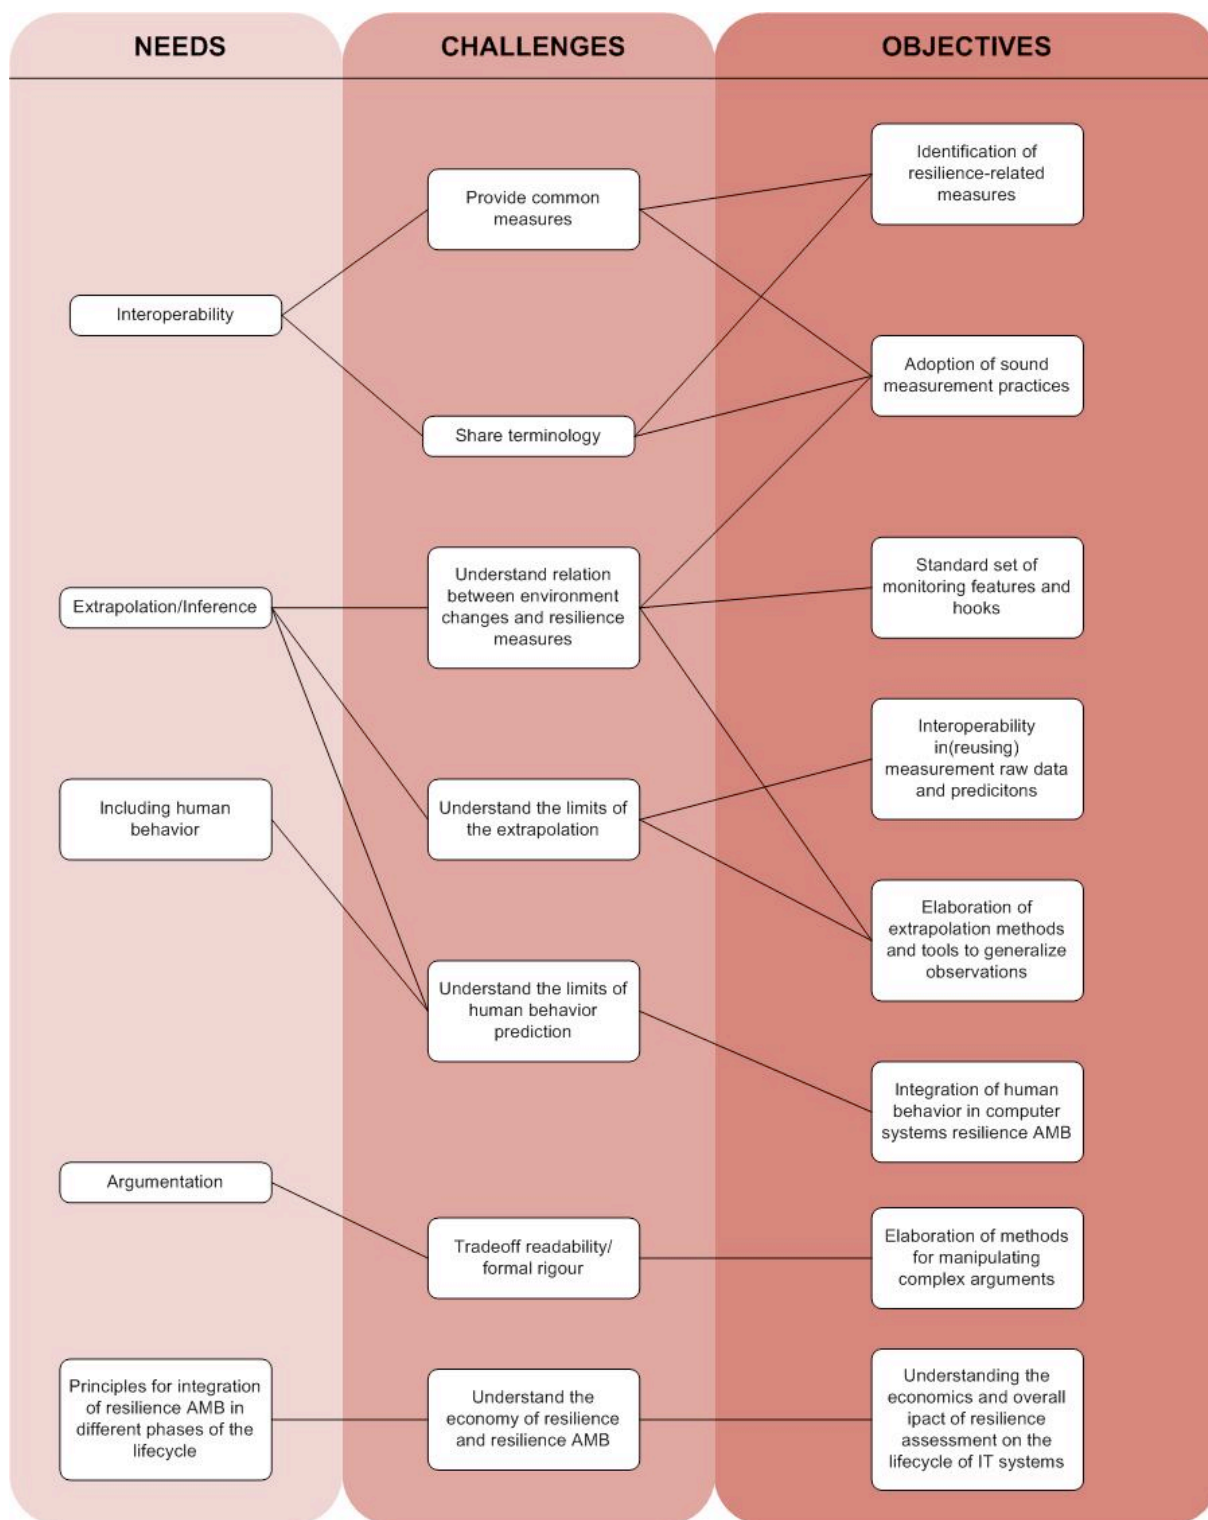 NEEDS
CHALLENGES
OBJECTIVES
Interoperability
Extrapolation/Inference
Including human
behavior
Argumentation
Principles for integration
of resilience AMB in
different phases of the
lifecycle
Provide common
measures
Share terminology
Understand relation
between environment
changes and resilience
measures
Understand the limits of
the extrapolation
Understand the limits of
human behavior
prediction
Tradeoff readability/
formal rigour
Understand the
economy of resilience
and resilience AMB
Identification of
resilience-related
measures
Adoption of sound
measurement practices
Standard set of
monitoring features and
hooks
Interoperability
in(reusing)
measurement raw data
and predicitons
Elaboration of
extrapolation methods
and tools to generalize
observations
Integration of human
behavior in computer
systems resilience AMB
Elaboration of methods
for manipulating
complex arguments
Understanding the
economics and overall
ipact of resilience
assessment on the
lifecycle of IT systems